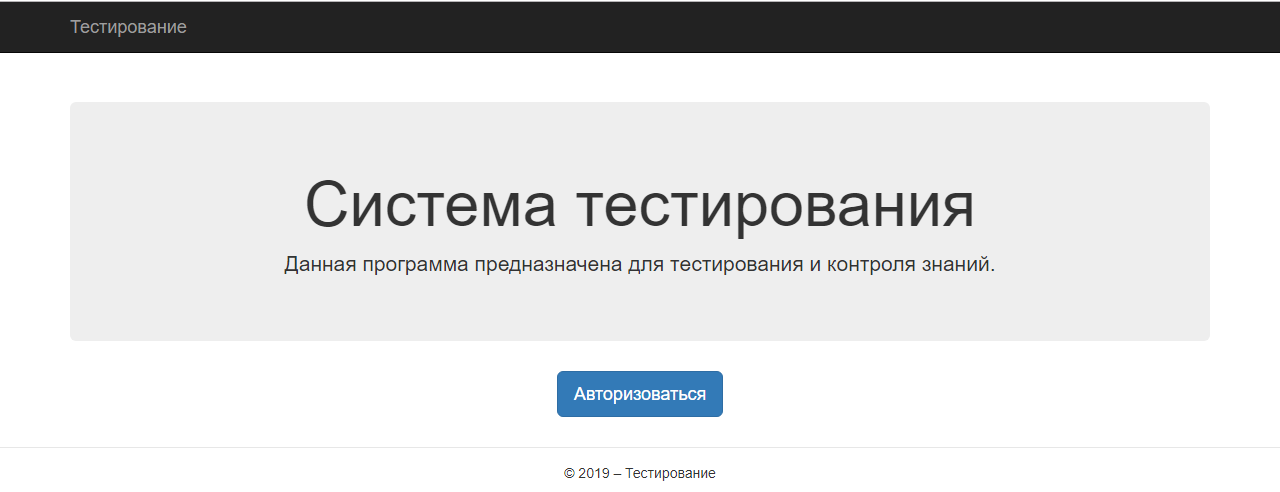 Тестирование
Система тестирования
Данная программа предназначена для тестирования и контроля знаний.
Авторизоваться
© 2019 – Тестирование